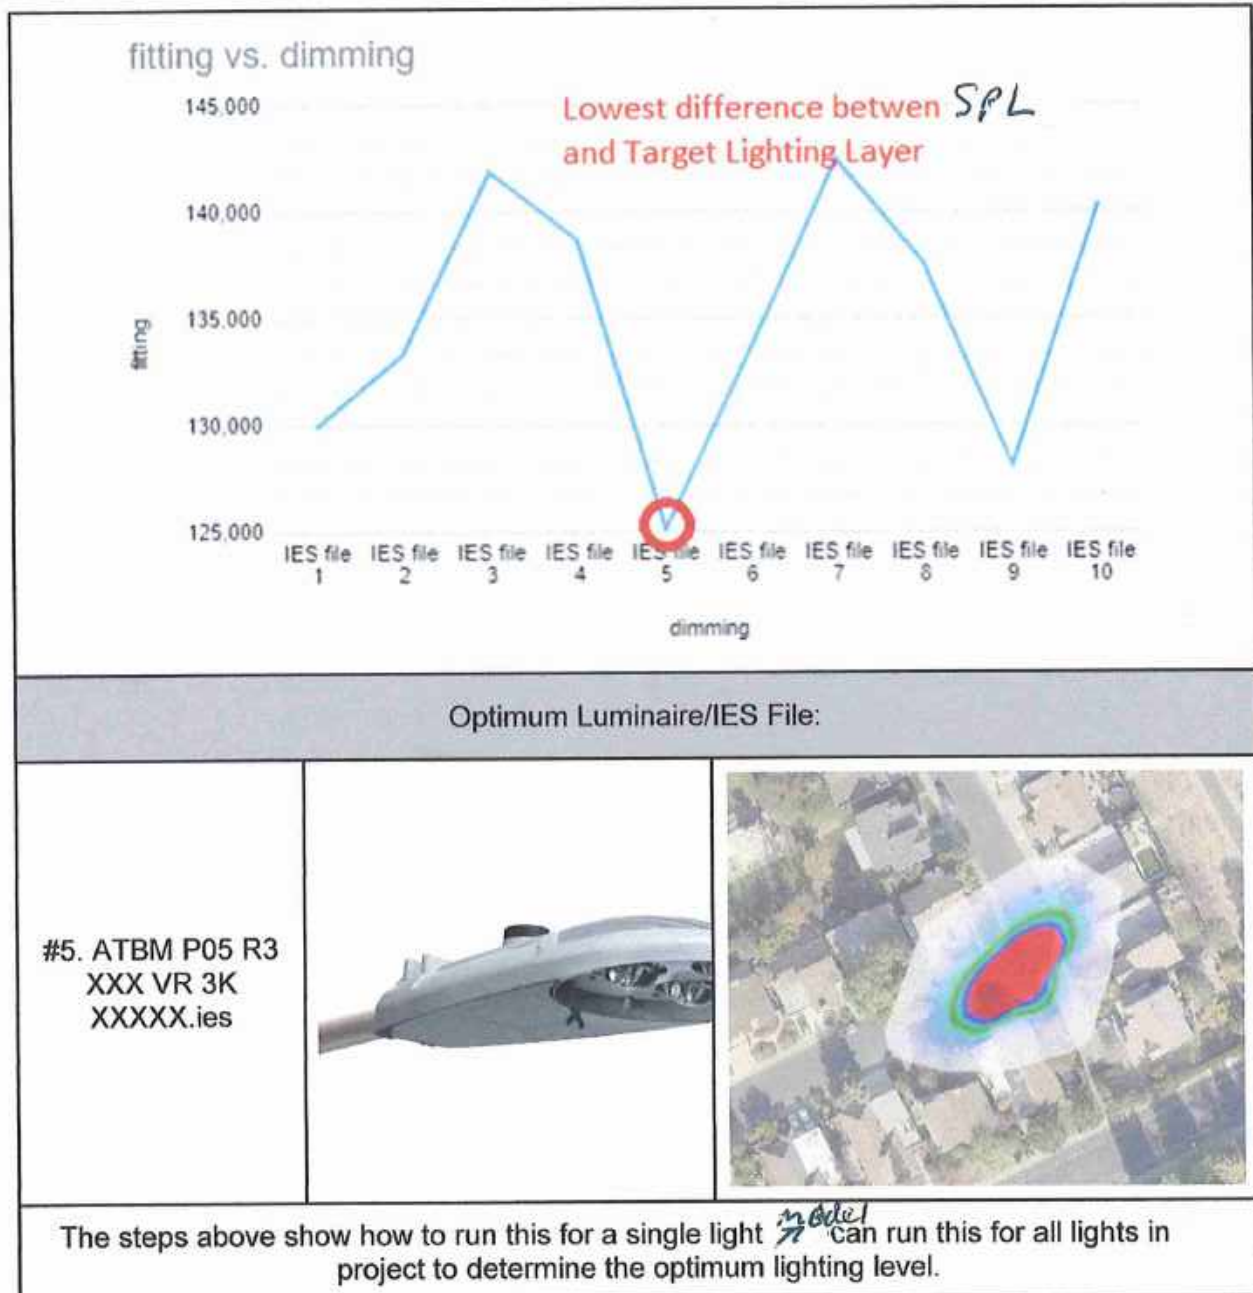 fitting vs. dimming
Lowest difference betwen SPL
and Target Lighting Layer
145,000
140,000
135,000
130,000
125,000
fitting
IES file 1
IES file 2
IES file 3
IES file 4
IES file 5
IES file 6
IES file 7
IES file 8
IES file 9
IES file 10
dimming
Optimum Luminaire/IES File:
#5. ATBM P05 R3
XXX VR 3K
XXXXX.ies
The steps above show how to run this for a single light model can run this for all lights in
project to determine the optimum lighting level.